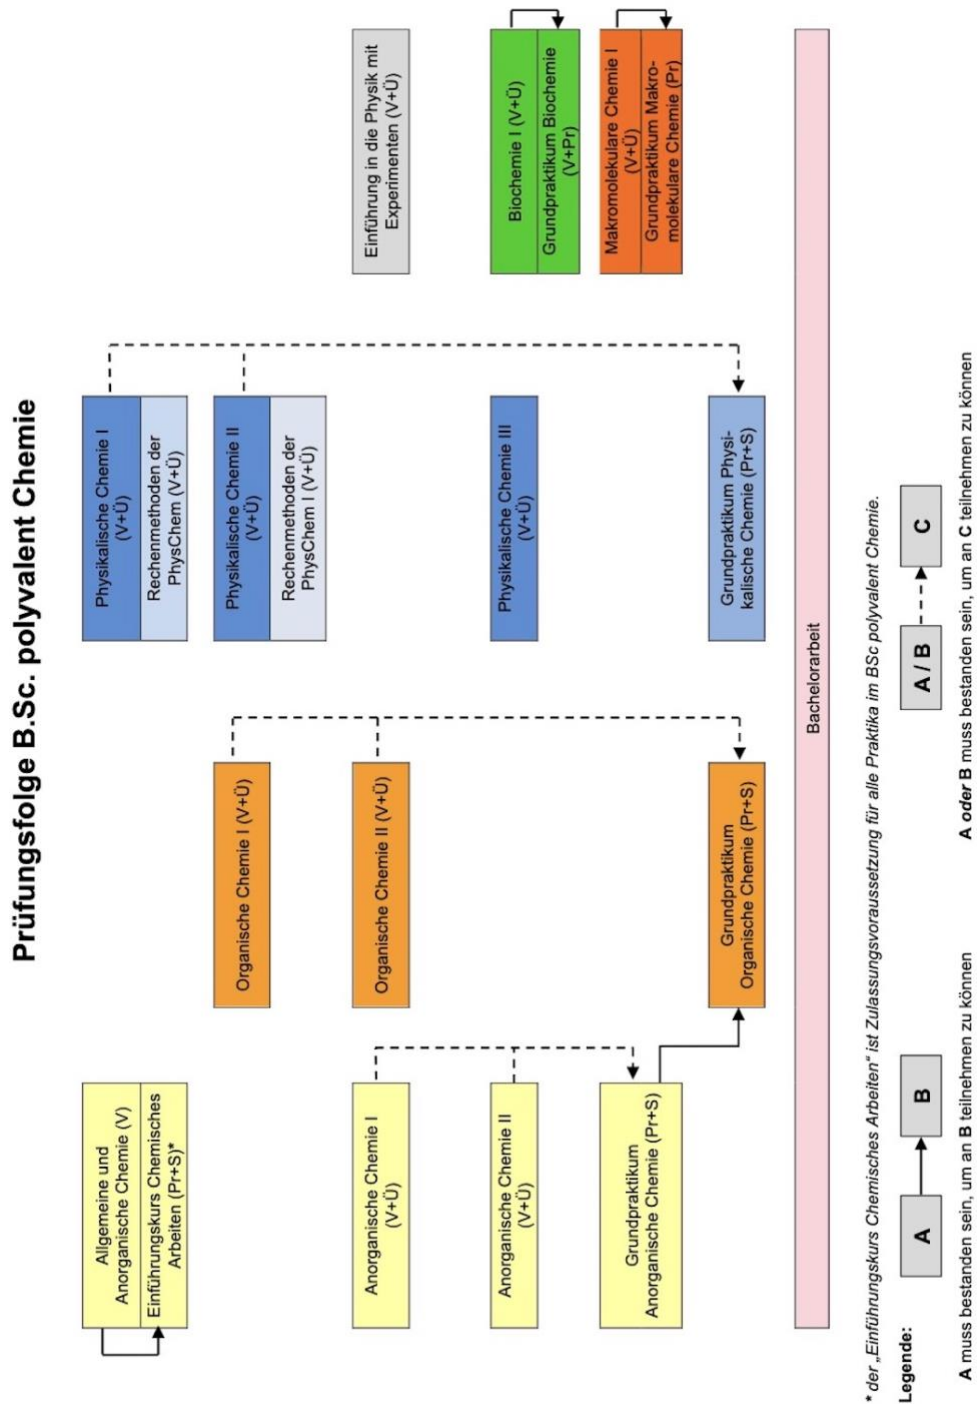 Prüfungsfolge B.Sc. polyvalent Chemie
Allgemeine und
Anorganische Chemie (V)
Einführungskurs Chemisches
Arbeiten (Pr+S)*
Physikalische Chemie I
(V+Ü)
Rechenmethoden der
PhysChem (V+Ü)
Organische Chemie I (V+Ü)
Physikalische Chemie II
(V+Ü)
Rechenmethoden der
PhysChem I (V+Ü)
Anorganische Chemie I
(V+Ü)
Organische Chemie II (V+Ü)
Einführung in die Physik mit
Experimenten (V+Ü)
Anorganische Chemie II
(V+Ü)
Physikalische Chemie III
(V+Ü)
Biochemie I (V+Ü)
Grundpraktikum Biochemie
(V+Pr)
Grundpraktikum
Anorganische Chemie (Pr+S)
Makromolekulare Chemie I
(V+Ü)
Grundpraktikum Makro-
molekulare Chemie (Pr)
Grundpraktikum
Organische Chemie (Pr+S)
Grundpraktikum Physi-
kalische Chemie (Pr+S)
Bachelorarbeit
* der „Einführungskurs Chemisches Arbeiten" ist Zulassungsvoraussetzung für alle Praktika im BSc polyvalent Chemie.
Legende:
A
B
A / B
C
A muss bestanden sein, um an B teilnehmen zu können
A oder B muss bestanden sein, um an C teilnehmen zu können